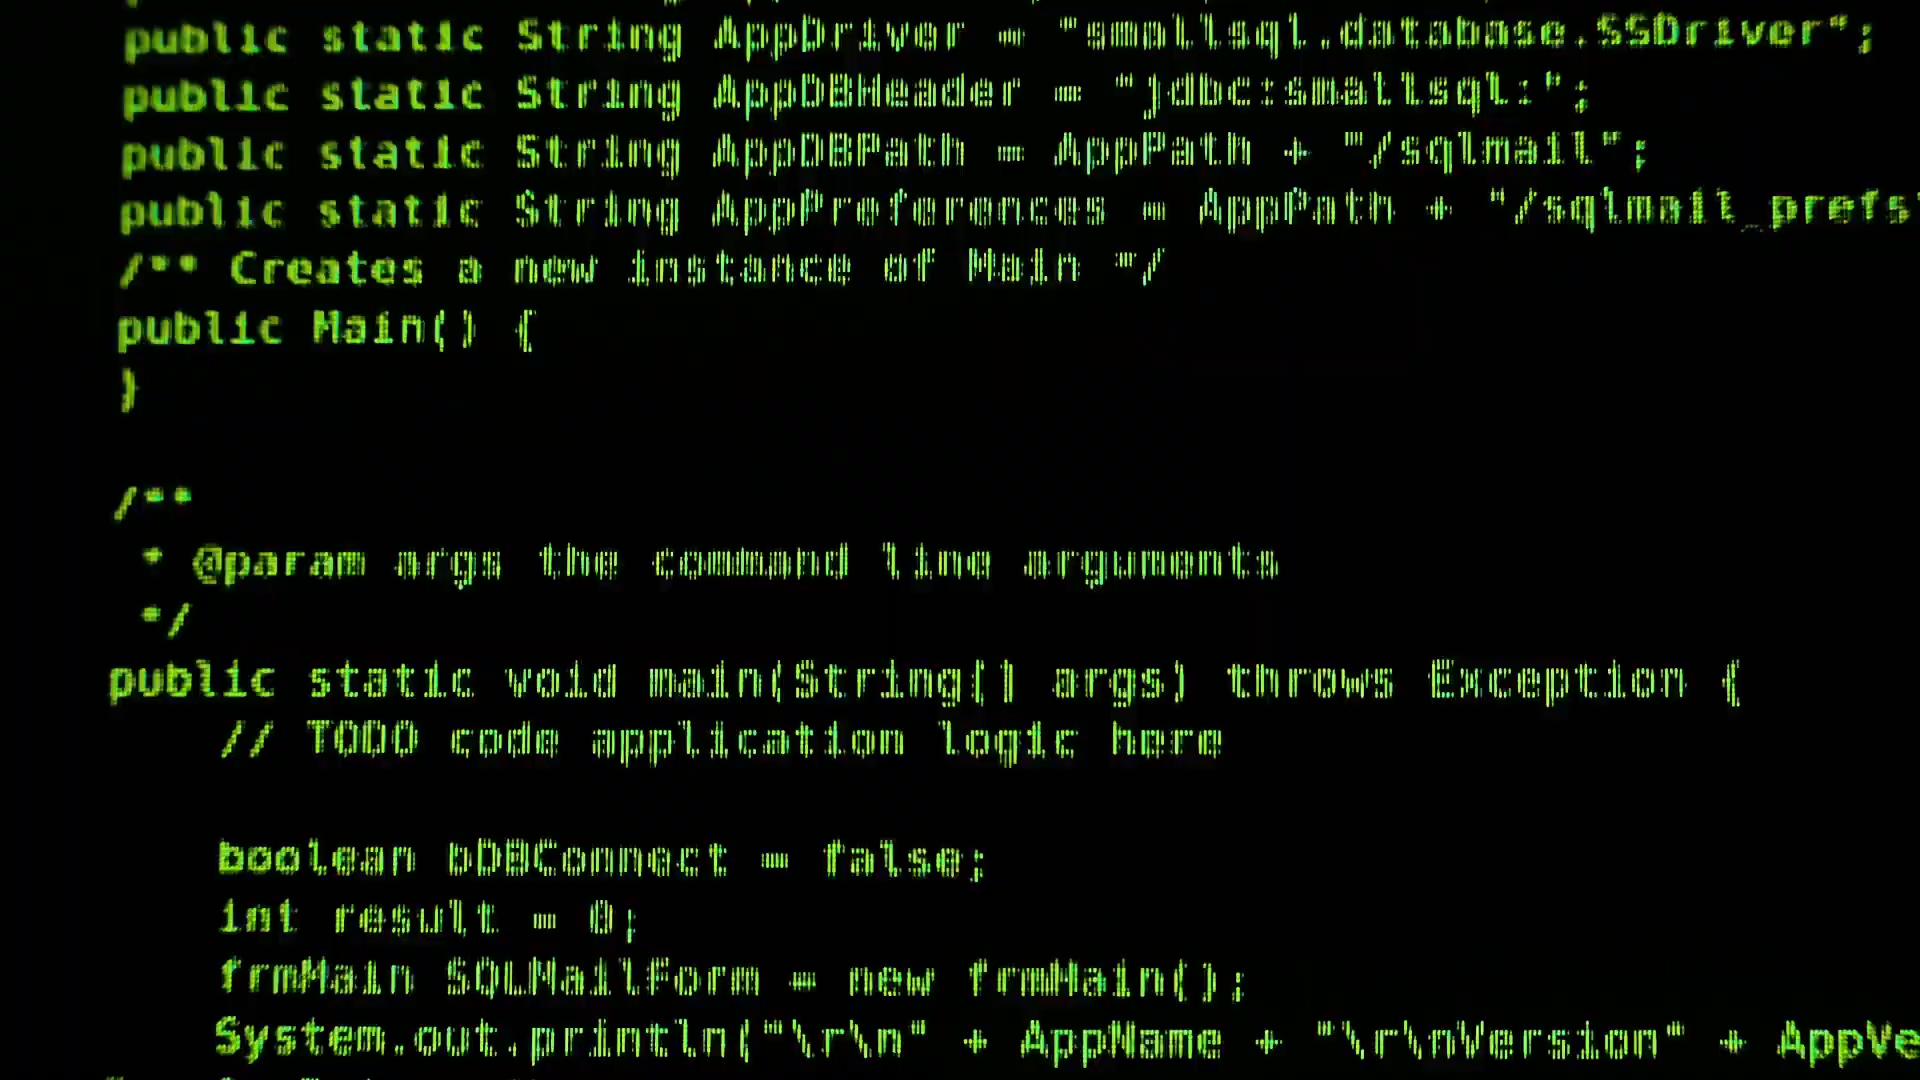 public static String AppDriver = "smallsql.database.SSDriver";
public static String AppDBHeader = "jdbc:smallsql:";
public static String AppDBPath = AppPath + "/sqlmail";
public static String AppPreferences = AppPath + "/sqlmail_prefs"
/** Creates a new instance of Main */
public Main() {
}
/**
* @param args the command line arguments
*/
public static void main(String[] args) throws Exception {
// TODO code application logic here
boolean bDBConnect = false;
int result = 0;
frmMain SQLMailForm = new frmMain();
System.out.println("\r\n" + AppName + "\r\nVersion" + AppVe